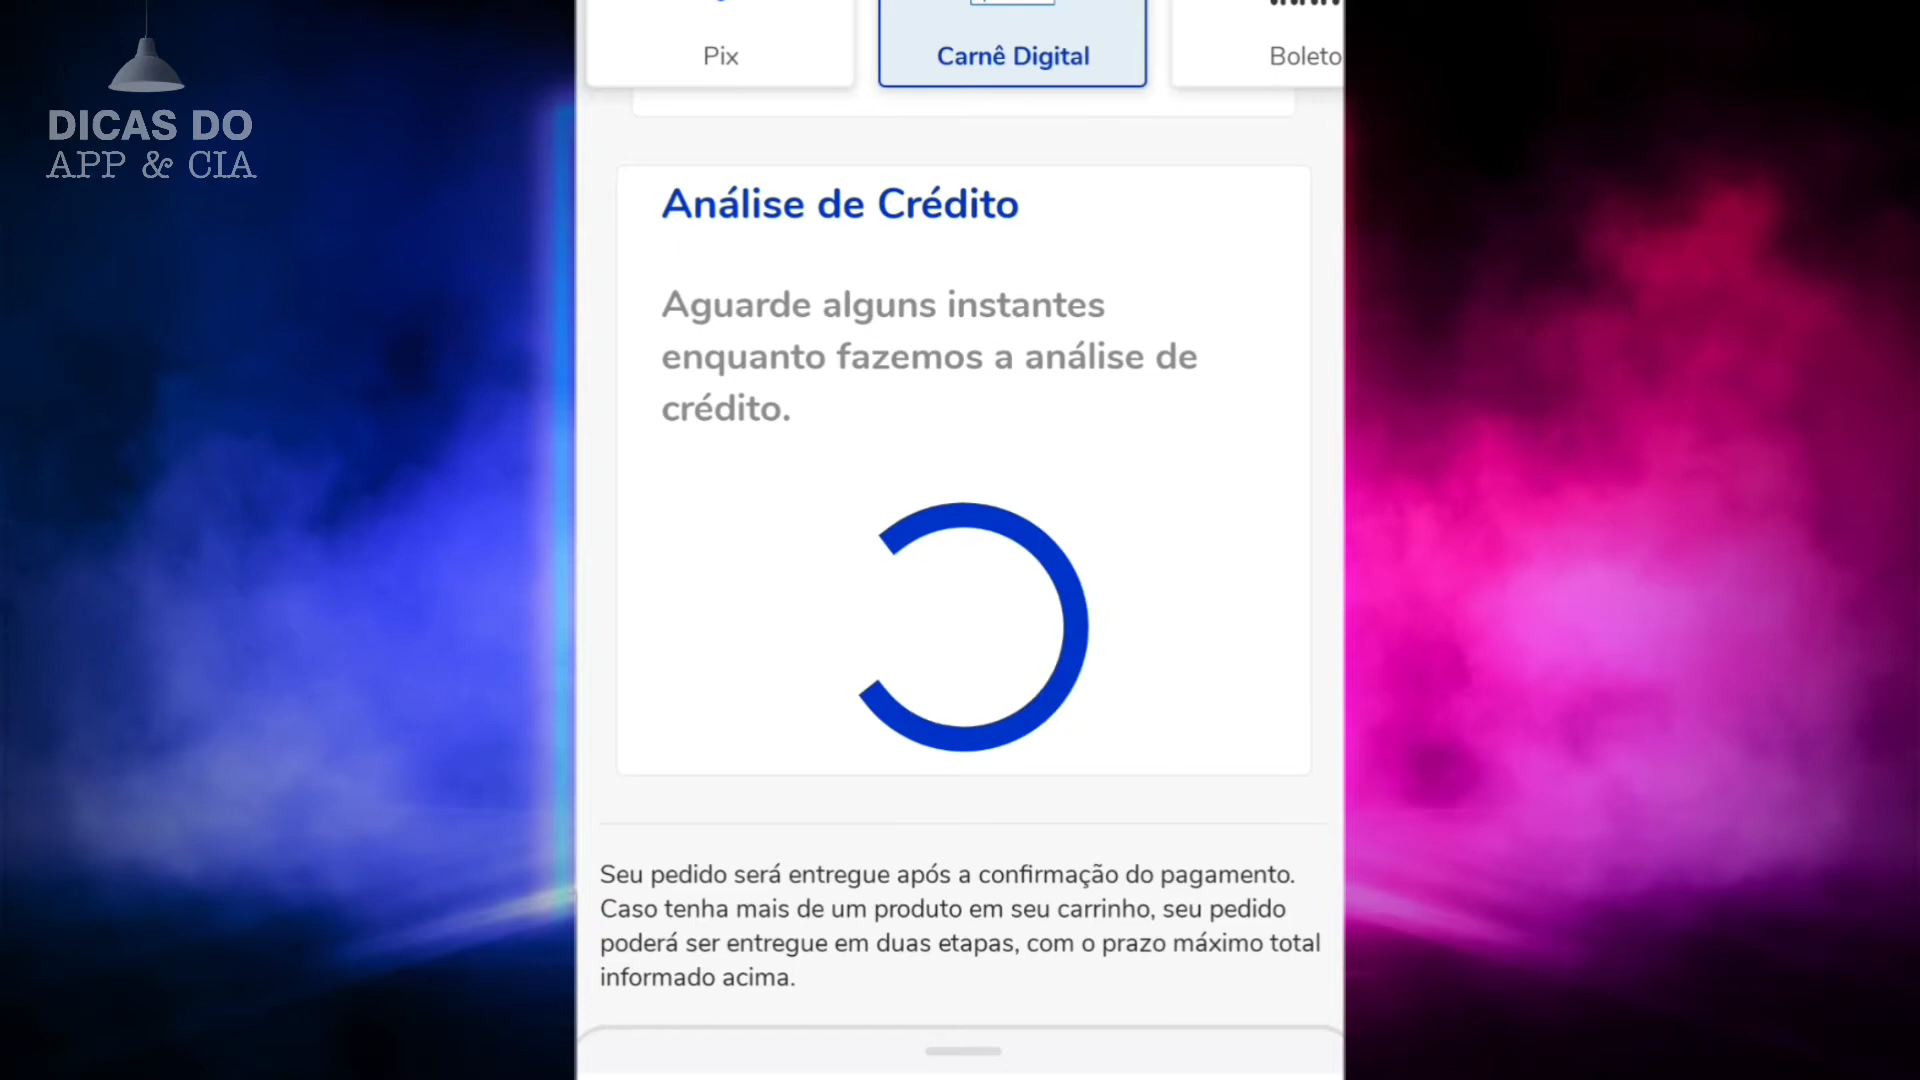 DICAS DO
APP & CIA
Pix
Carnê Digital
Boleto
Análise de Crédito
Aguarde alguns instantes
enquanto fazemos a análise de
crédito.
Seu pedido será entregue após a confirmação do pagamento.
Caso tenha mais de um produto em seu carrinho, seu pedido
poderá ser entregue em duas etapas, com o prazo máximo total
informado acima.